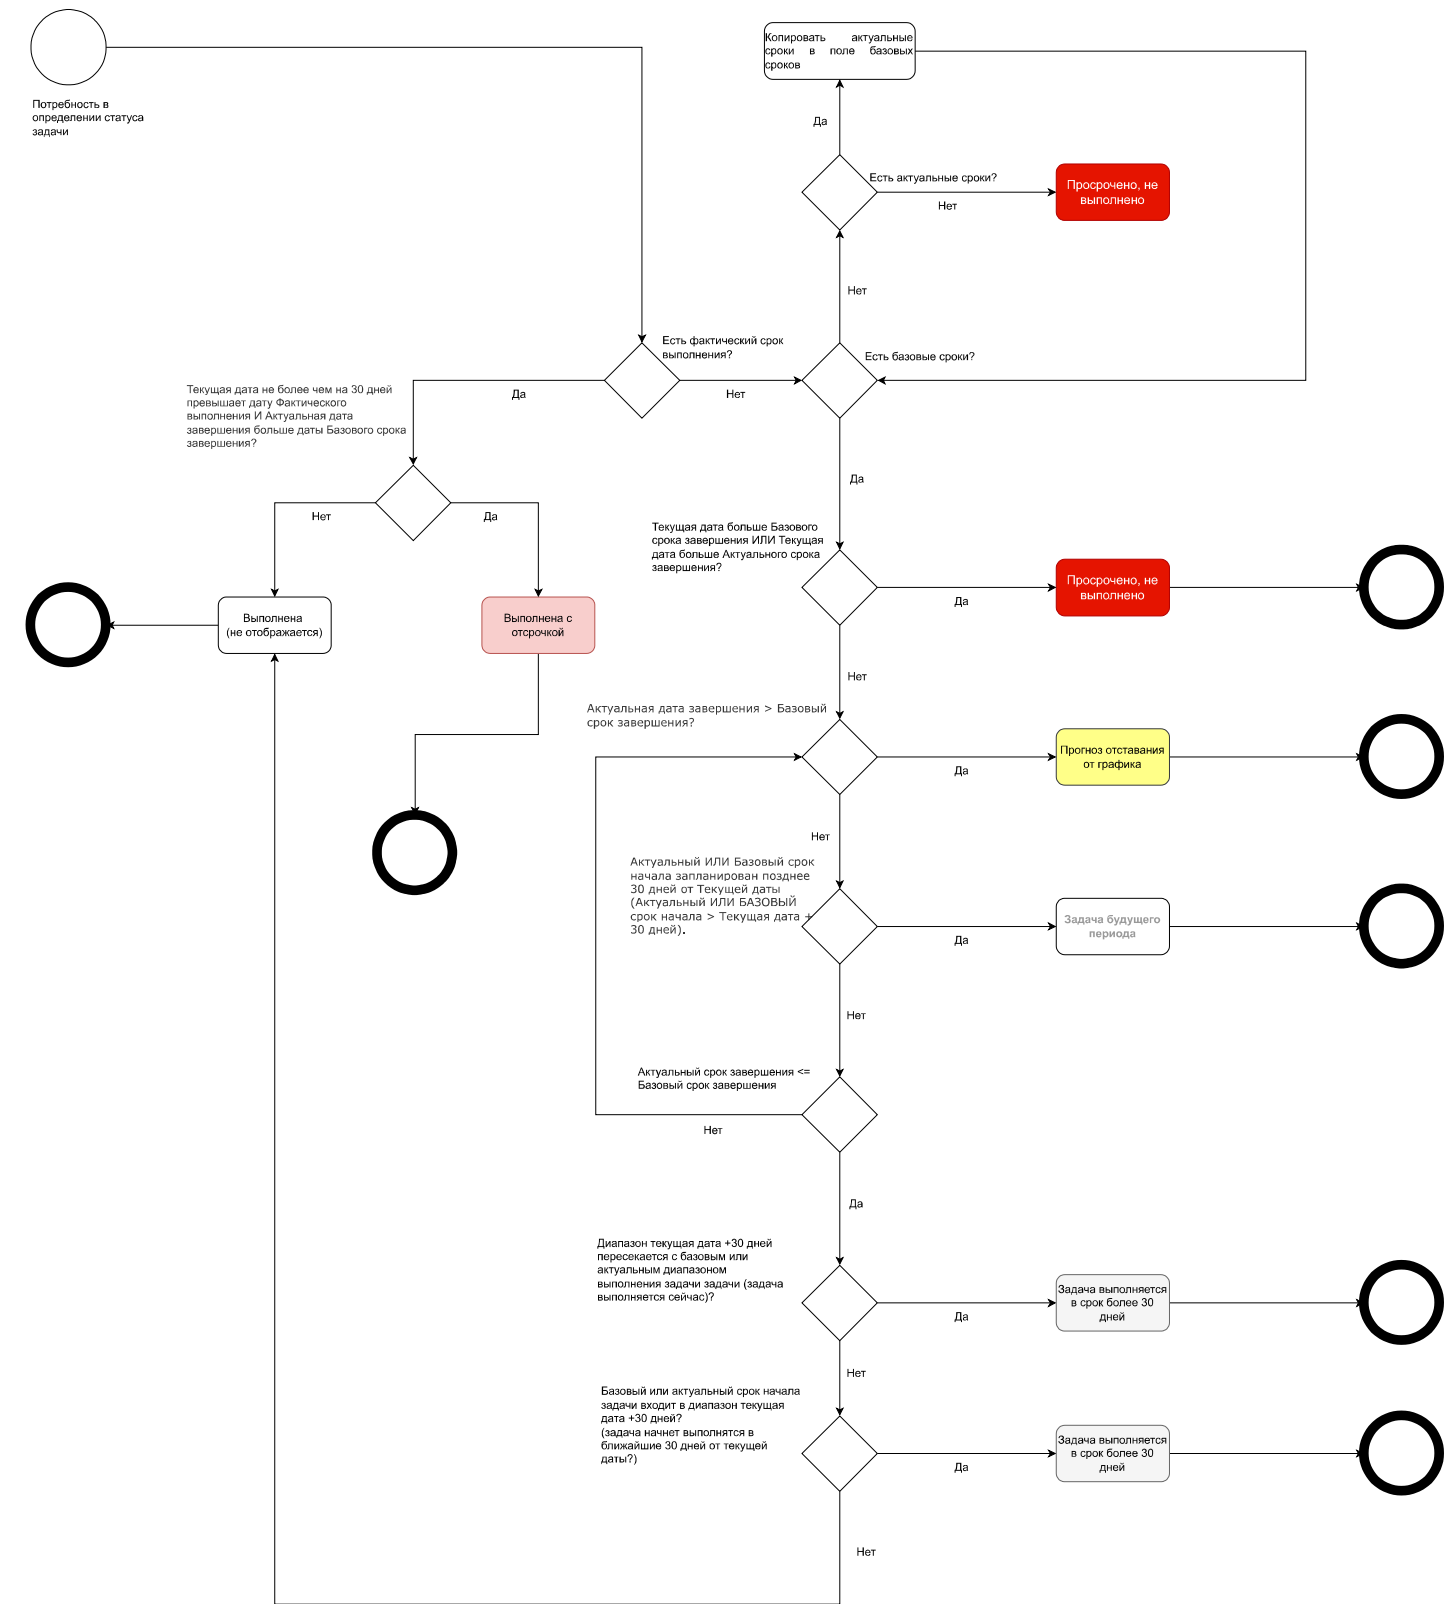 Потребность в
определении статуса
задачи
Копировать актуальные
сроки в поле базовых
сроков
Да
Есть актуальные сроки?
Нет
Просрочено, не
выполнено
Нет
Есть фактический срок
выполнения?
Есть базовые сроки?
Да
Нет
Текущая дата не более чем на 30 дней
превышает дату Фактического
выполнения И Актуальная дата
завершения больше даты Базового срока
завершения?
Нет
Да
Да
Текущая дата больше Базового
срока завершения ИЛИ Текущая
дата больше Актуального срока
завершения?
Да
Просрочено, не
выполнено
Выполнена
(не отображается)
Выполнена с
отсрочкой
Нет
Актуальная дата завершения > Базовый
срок завершения?
Да
Прогноз отставания
от графика
Нет
Актуальный ИЛИ Базовый срок
начала запланирован позднее
30 дней от Текущей даты
(Актуальный ИЛИ БАЗОВЫЙ
срок начала > Текущая дата +
30 дней).
Да
Задача будущего
периода
Нет
Актуальный срок завершения <=
Базовый срок завершения
Нет
Да
Диапазон текущая дата +30 дней
пересекается с базовым или
актуальным диапазоном
выполнения задачи задачи (задача
выполняется сейчас)?
Да
Задача выполняется
в срок более 30
дней
Нет
Базовый или актуальный срок начала
задачи входит в диапазон текущая
дата +30 дней?
(задача начнет выполнятся в
ближайшие 30 дней от текущей
даты?)
Да
Задача выполняется
в срок более 30
дней
Нет